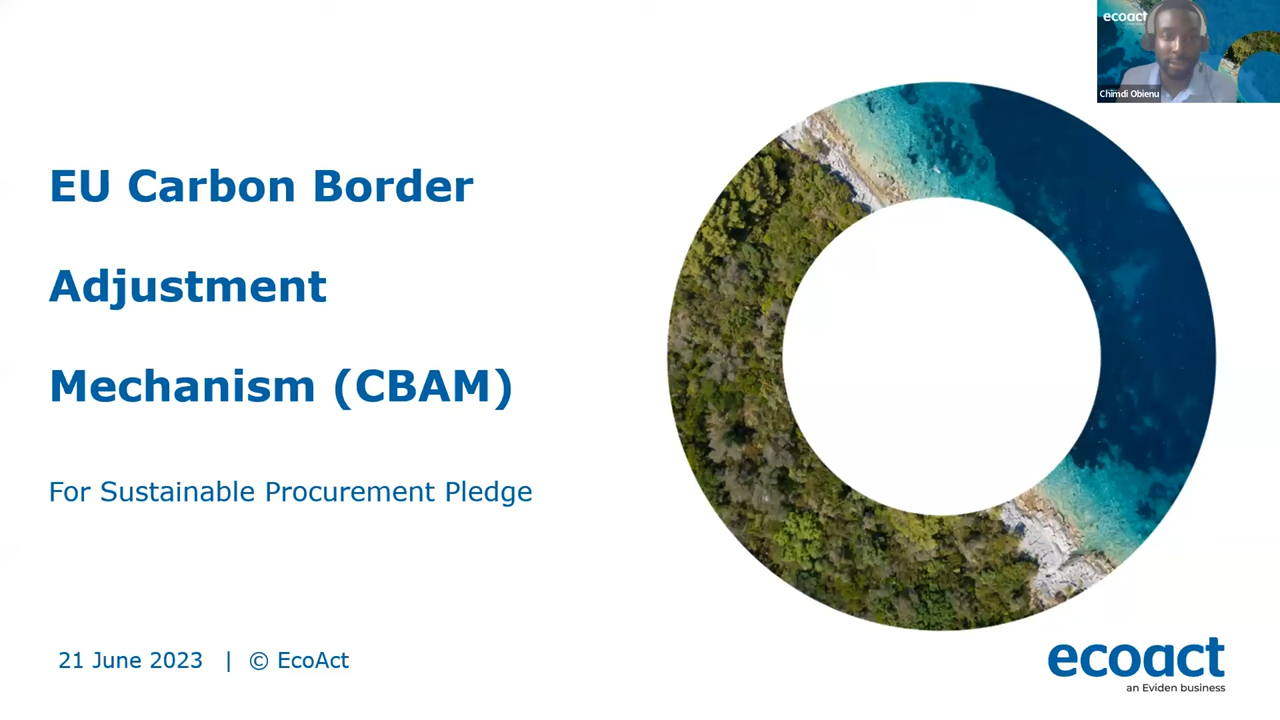 ecoact
Chimdi Obienu
EU Carbon Border
Adjustment
Mechanism (CBAM)
For Sustainable Procurement Pledge
21 June 2023 | © EcoAct
ecoact
an Eviden business